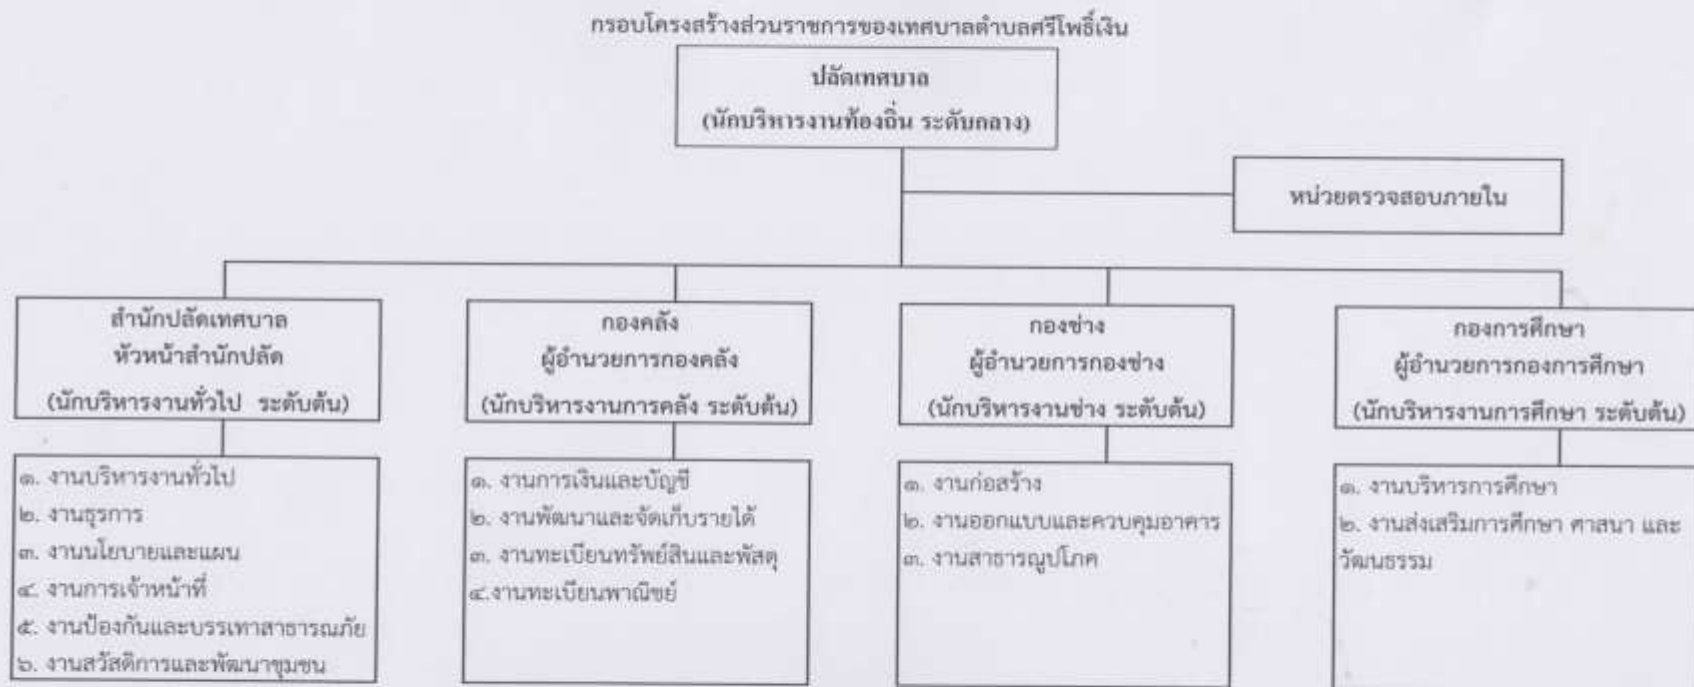 กรอบโครงสร้างส่วนราชการของเทศบาลตำบลศรีโพธิ์เงิน
ปลัดเทศบาล
(นักบริหารงานท้องถิ่น ระดับกลาง)
หน่วยตรวจสอบภายใน
สำนักปลัดเทศบาล
หัวหน้าสำนักปลัด
(นักบริหารงานทั่วไป ระดับต้น)
๑. งานบริหารงานทั่วไป
๒. งานธุรการ
๓. งานนโยบายและแผน
๔. งานการเจ้าหน้าที่
๕. งานป้องกันและบรรเทาสาธารณภัย
๖. งานสวัสดิการและพัฒนาชุมชน
กองคลัง
ผู้อำนวยการกองคลัง
(นักบริหารงานการคลัง ระดับต้น)
๑. งานการเงินและบัญชี
๒. งานพัฒนาและจัดเก็บรายได้
๓. งานทะเบียนทรัพย์สินและพัสดุ
๔.งานทะเบียนพาณิชย์
กองช่าง
ผู้อำนวยการกองช่าง
(นักบริหารงานช่าง ระดับต้น)
๑. งานก่อสร้าง
๒. งานออกแบบและควบคุมอาคาร
๓. งานสาธารณูปโภค
กองการศึกษา
ผู้อำนวยการกองการศึกษา
(นักบริหารงานการศึกษา ระดับต้น)
๑. งานบริหารการศึกษา
๒. งานส่งเสริมการศึกษา ศาสนา และ
วัฒนธรรม